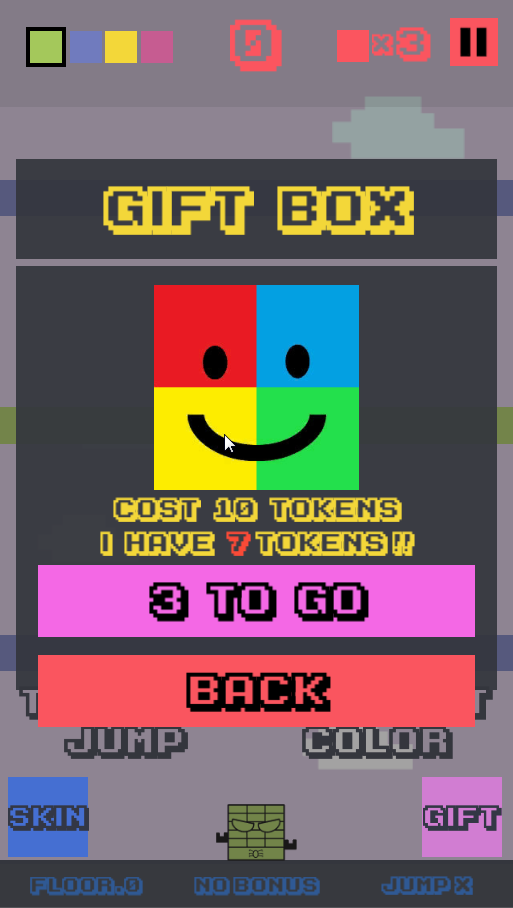 0
x3
GIFT BOX
COST 10 TOKENS
I HAVE 7 TOKENS!!
3 TO GO
BACK
JUMP
COLOR
SKIN
GIFT
FLOOR.0
NO BONUS
JUMP X